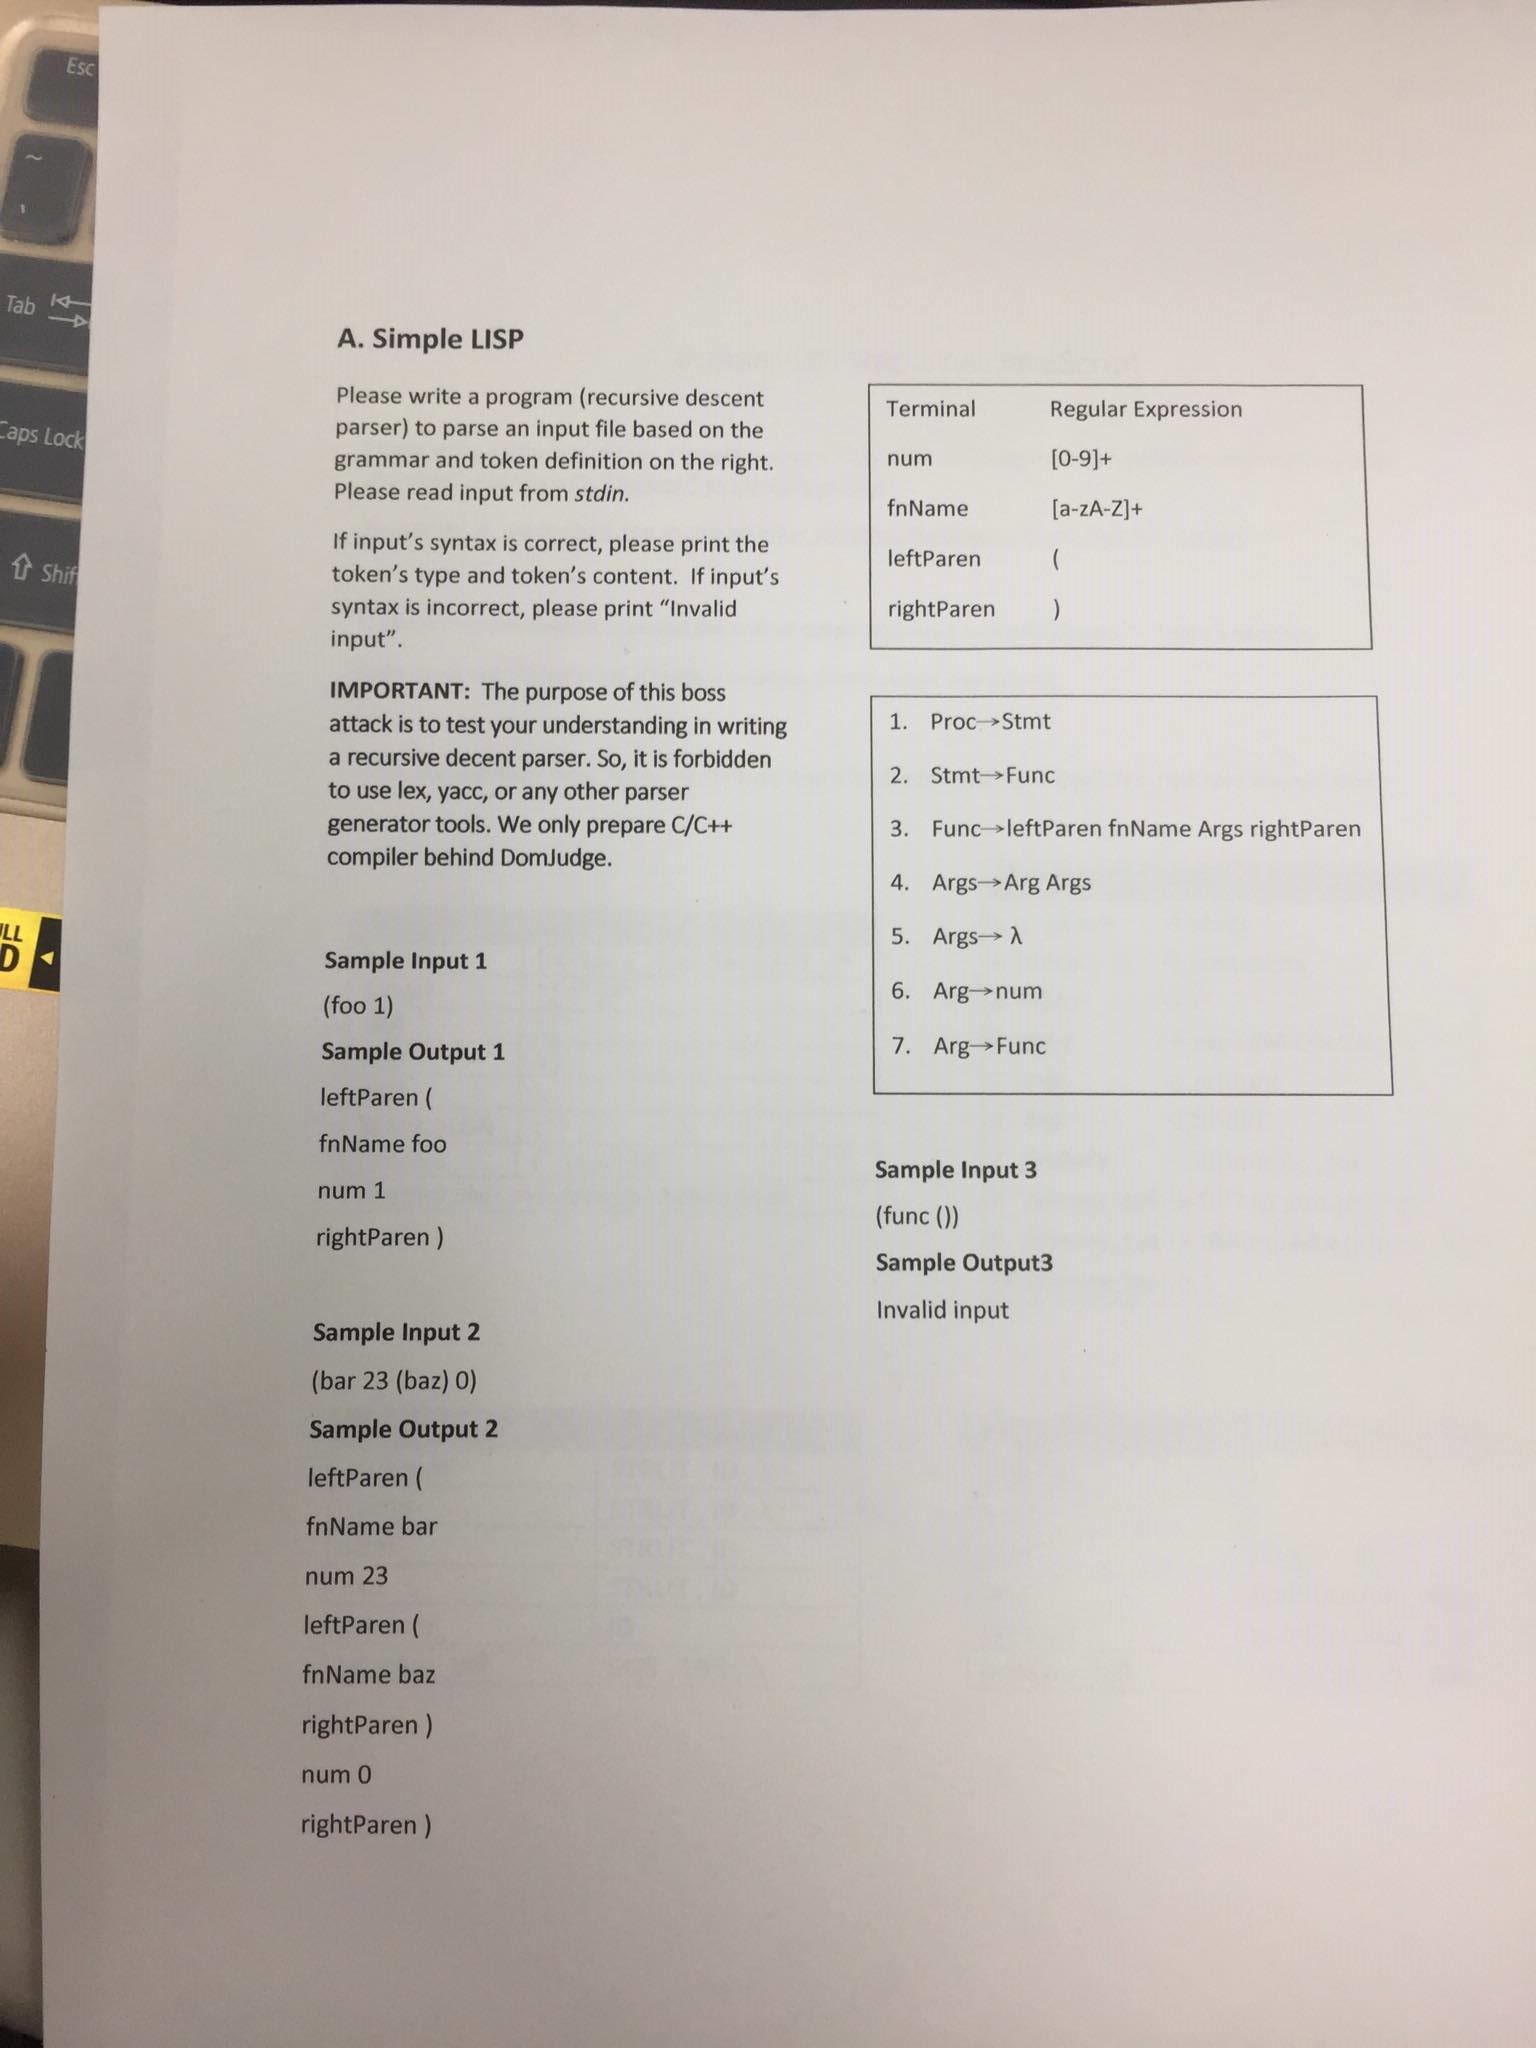 Esc
~
Tab
Caps Lock
Shif
A. Simple LISP
Please write a program (recursive descent
parser) to parse an input file based on the
grammar and token definition on the right.
Please read input from stdin.
If input's syntax is correct, please print the
token's type and token's content.  If input's
syntax is incorrect, please print "Invalid
input".
IMPORTANT:  The purpose of this boss
attack is to test your understanding in writing
a recursive decent parser. So, it is forbidden
to use lex, yacc, or any other parser
generator tools. We only prepare C/C++
compiler behind DomJudge.
Sample Input 1
(foo 1)
Sample Output 1
leftParen (
fnName foo
num 1
rightParen )
Sample Input 2
(bar 23 (baz) 0)
Sample Output 2
leftParen (
fnName bar
num 23
leftParen (
fnName baz
rightParen )
num 0
rightParen )
Terminal Regular Expression
num [0-9]+
fnName [a-zA-Z]+
leftParen (
rightParen )
1. Proc→Stmt
2. Stmt→Func
3. Func→leftParen fnName Args rightParen
4. Args→Arg Args
5. Args→ λ
6. Arg→num
7. Arg→Func
Sample Input 3
(func ())
Sample Output3
Invalid input